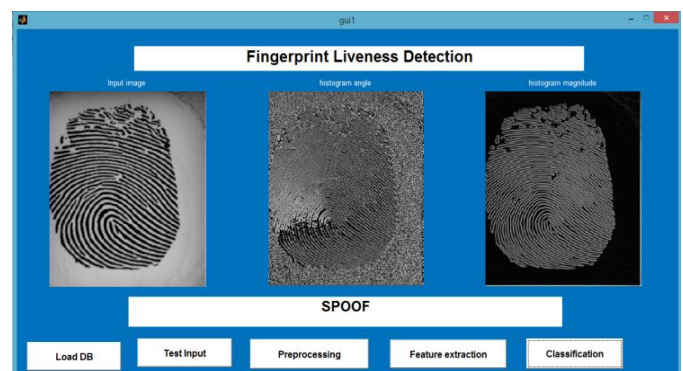 gui1
Fingerprint Liveness Detection
Input image
histogram angle
histogram magnitude
SPOOF
Load DB
Test Input
Preprocessing
Feature extraction
Classification